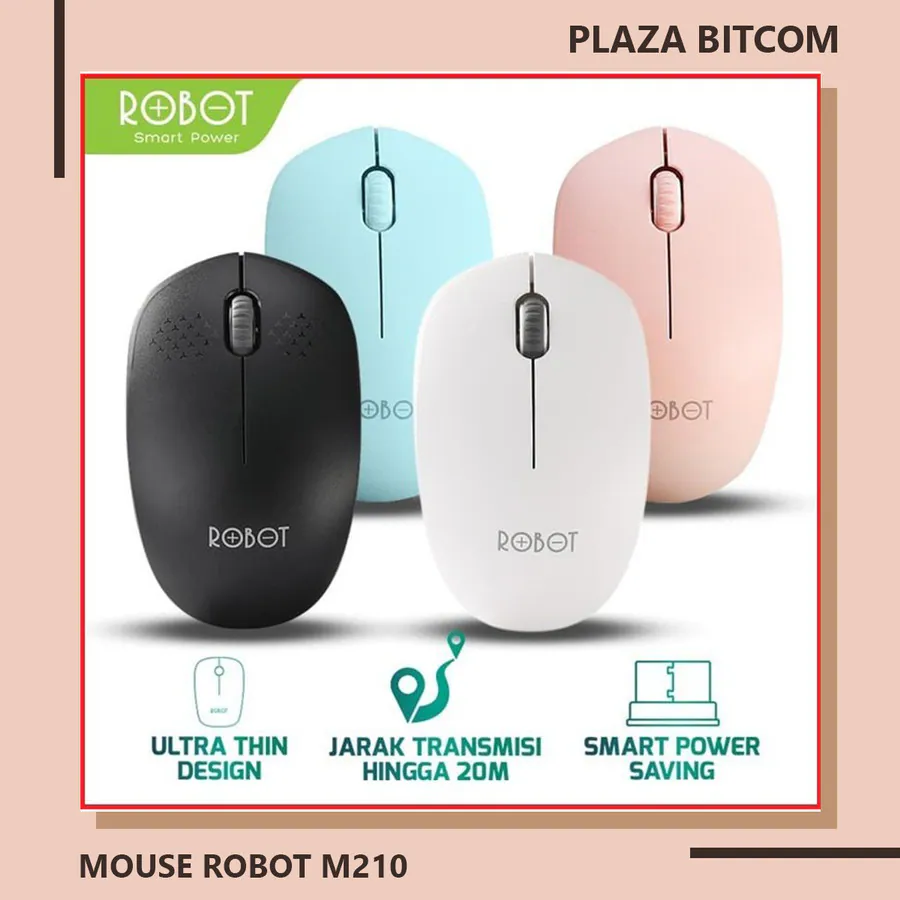 PLAZA BITCOM
ROBOT
Smart Power
ROBOT
ROBOT
ROBOT
ROBOT
ROBOT
ULTRA THIN
DESIGN
JARAK TRANSMISI
HINGGA 20M
SMART POWER
SAVING
MOUSE ROBOT M210